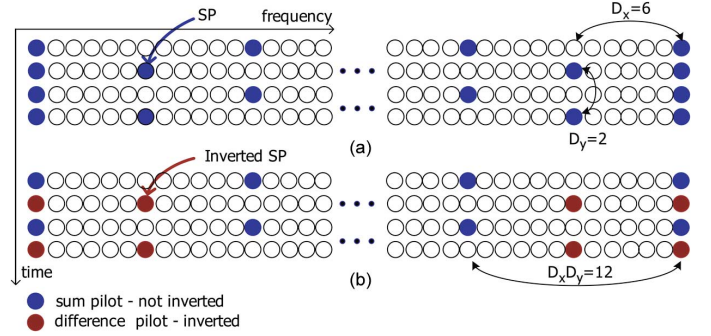 SP
frequency
Dx=6
Dy=2
(a)
Inverted SP
(b)
DxDy=12
time
sum pilot - not inverted
difference pilot - inverted